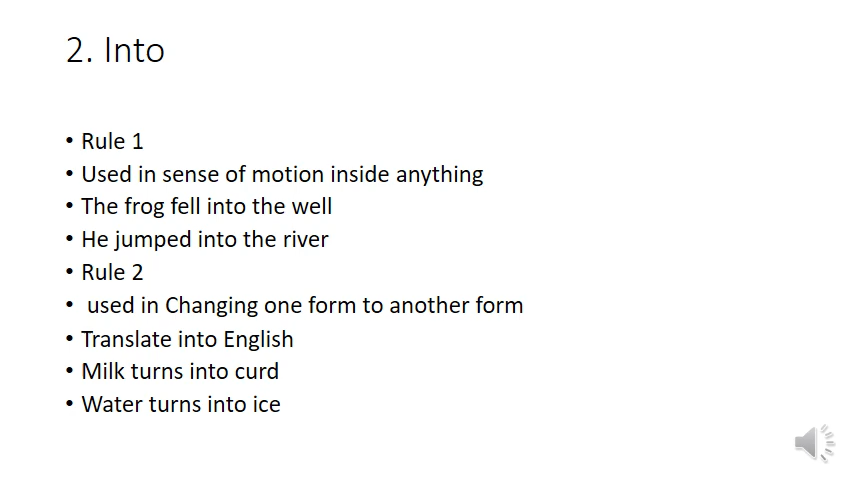 2. Into
• Rule 1
• Used in sense of motion inside anything
• The frog fell into the well
• He jumped into the river
• Rule 2
• used in Changing one form to another form
• Translate into English
• Milk turns into curd
• Water turns into ice